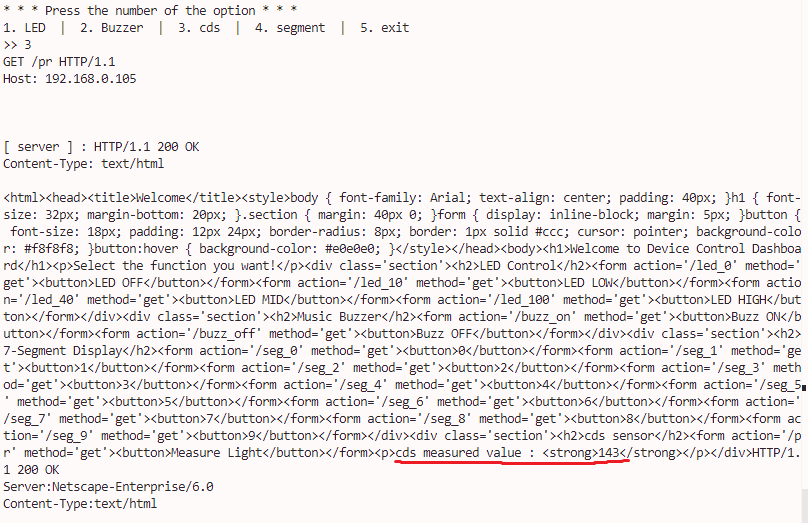 * * * Press the number of the option * * *
1. LED  |  2. Buzzer  |  3. cds  |  4. segment  |  5. exit
>> 3
GET /pr HTTP/1.1
Host: 192.168.0.105
[ server ] : HTTP/1.1 200 OK
Content-Type: text/html
<html><head><title>Welcome</title><style>body { font-family: Arial; text-align: center; padding: 40px; }h1 { font-
size: 32px; margin-bottom: 20px; }.section { margin: 40px 0; }form { display: inline-block; margin: 5px; }button {
 font-size: 18px; padding: 12px 24px; border-radius: 8px; border: 1px solid #ccc; cursor: pointer; background-colo
r: #f8f8f8; }button:hover { background-color: #e0e0e0; }</style></head><body><h1>Welcome to Device Control Dashboa
rd</h1><p>Select the function you want!</p><div class='section'><h2>LED Control</h2><form action='/led_0' method='
get'><button>LED OFF</button></form><form action='/led_10' method='get'><button>LED LOW</button></form><form actio
n='/led_40' method='get'><button>LED MID</button></form><form action='/led_100' method='get'><button>LED HIGH</but
ton></form></div><div class='section'><h2>Music Buzzer</h2><form action='/buzz_on' method='get'><button>Buzz ON</b
utton></form><form action='/buzz_off' method='get'><button>Buzz OFF</button></form></div><div class='section'><h2>
7-Segment Display</h2><form action='/seg_0' method='get'><button>0</button></form><form action='/seg_1' method='ge
t'><button>1</button></form><form action='/seg_2' method='get'><button>2</button></form><form action='/seg_3' meth
od='get'><button>3</button></form><form action='/seg_4' method='get'><button>4</button></form><form action='/seg_5
' method='get'><button>5</button></form><form action='/seg_6' method='get'><button>6</button></form><form action='
/seg_7' method='get'><button>7</button></form><form action='/seg_8' method='get'><button>8</button></form><form ac
tion='/seg_9' method='get'><button>9</button></form></div><div class='section'><h2>cds sensor</h2><form action='/p
r' method='get'><button>Measure Light</button></form><p>cds measured value : <strong>143</strong></p></div>HTTP/1.
1 200 OK
Server:Netscape-Enterprise/6.0
Content-Type:text/html